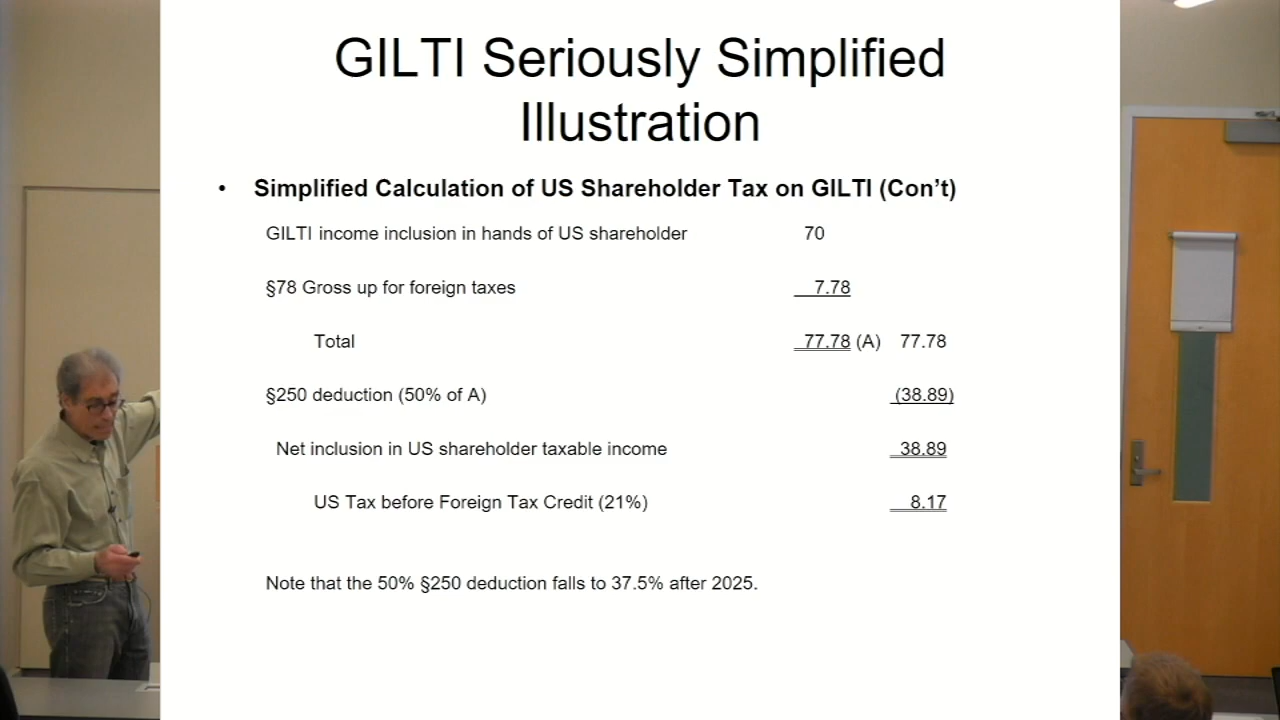 GILTI Seriously Simplified
Illustration
• Simplified Calculation of US Shareholder Tax on GILTI (Con’t)
GILTI income inclusion in hands of US shareholder 70
§78 Gross up for foreign taxes 7.78
Total 77.78 (A) 77.78
§250 deduction (50% of A) (38.89)
Net inclusion in US shareholder taxable income 38.89
US Tax before Foreign Tax Credit (21%) 8.17
Note that the 50% §250 deduction falls to 37.5% after 2025.